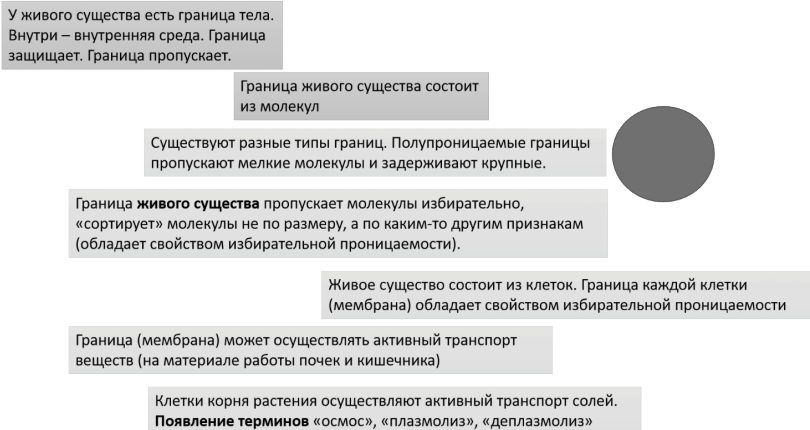 У живого существа есть граница тела.
Внутри – внутренняя среда. Граница
защищает. Граница пропускает.
Граница живого существа состоит
из молекул
Существуют разные типы границ. Полупроницаемые границы
пропускают мелкие молекулы и задерживают крупные.
Граница живого существа пропускает молекулы избирательно,
«сортирует» молекулы не по размеру, а по каким-то другим признакам
(обладает свойством избирательной проницаемости).
Живое существо состоит из клеток. Граница каждой клетки
(мембрана) обладает свойством избирательной проницаемости
Граница (мембрана) может осуществлять активный транспорт
веществ (на материале работы почек и кишечника)
Клетки корня растения осуществляют активный транспорт солей.
Появление терминов «осмос», «плазмолиз», «деплазмолиз»